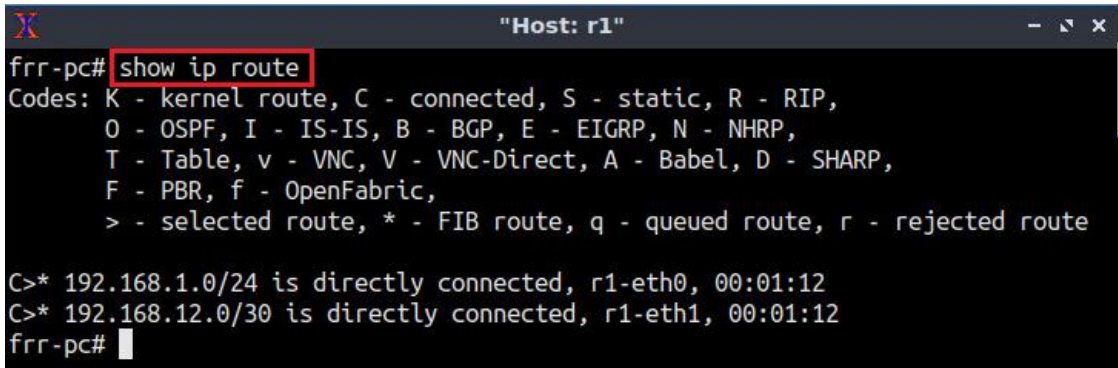 "Host: r1"
frr-pc# show ip route
Codes: K - kernel route, C - connected, S - static, R - RIP,
       O - OSPF, I - IS-IS, B - BGP, E - EIGRP, N - NHRP,
       T - Table, v - VNC, V - VNC-Direct, A - Babel, D - SHARP,
       F - PBR, f - OpenFabric,
       > - selected route, * - FIB route, q - queued route, r - rejected route

C>* 192.168.1.0/24 is directly connected, r1-eth0, 00:01:12
C>* 192.168.12.0/30 is directly connected, r1-eth1, 00:01:12
frr-pc#